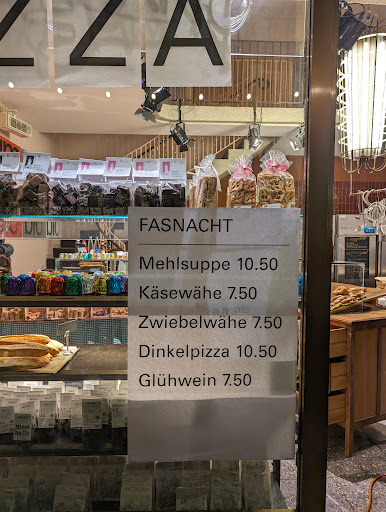 ZZA
FASNACHT
Mehlsuppe 10.50
Käsewähe 7.50
Zwiebelwähe 7.50
Dinkelpizza 10.50
Glühwein 7.50